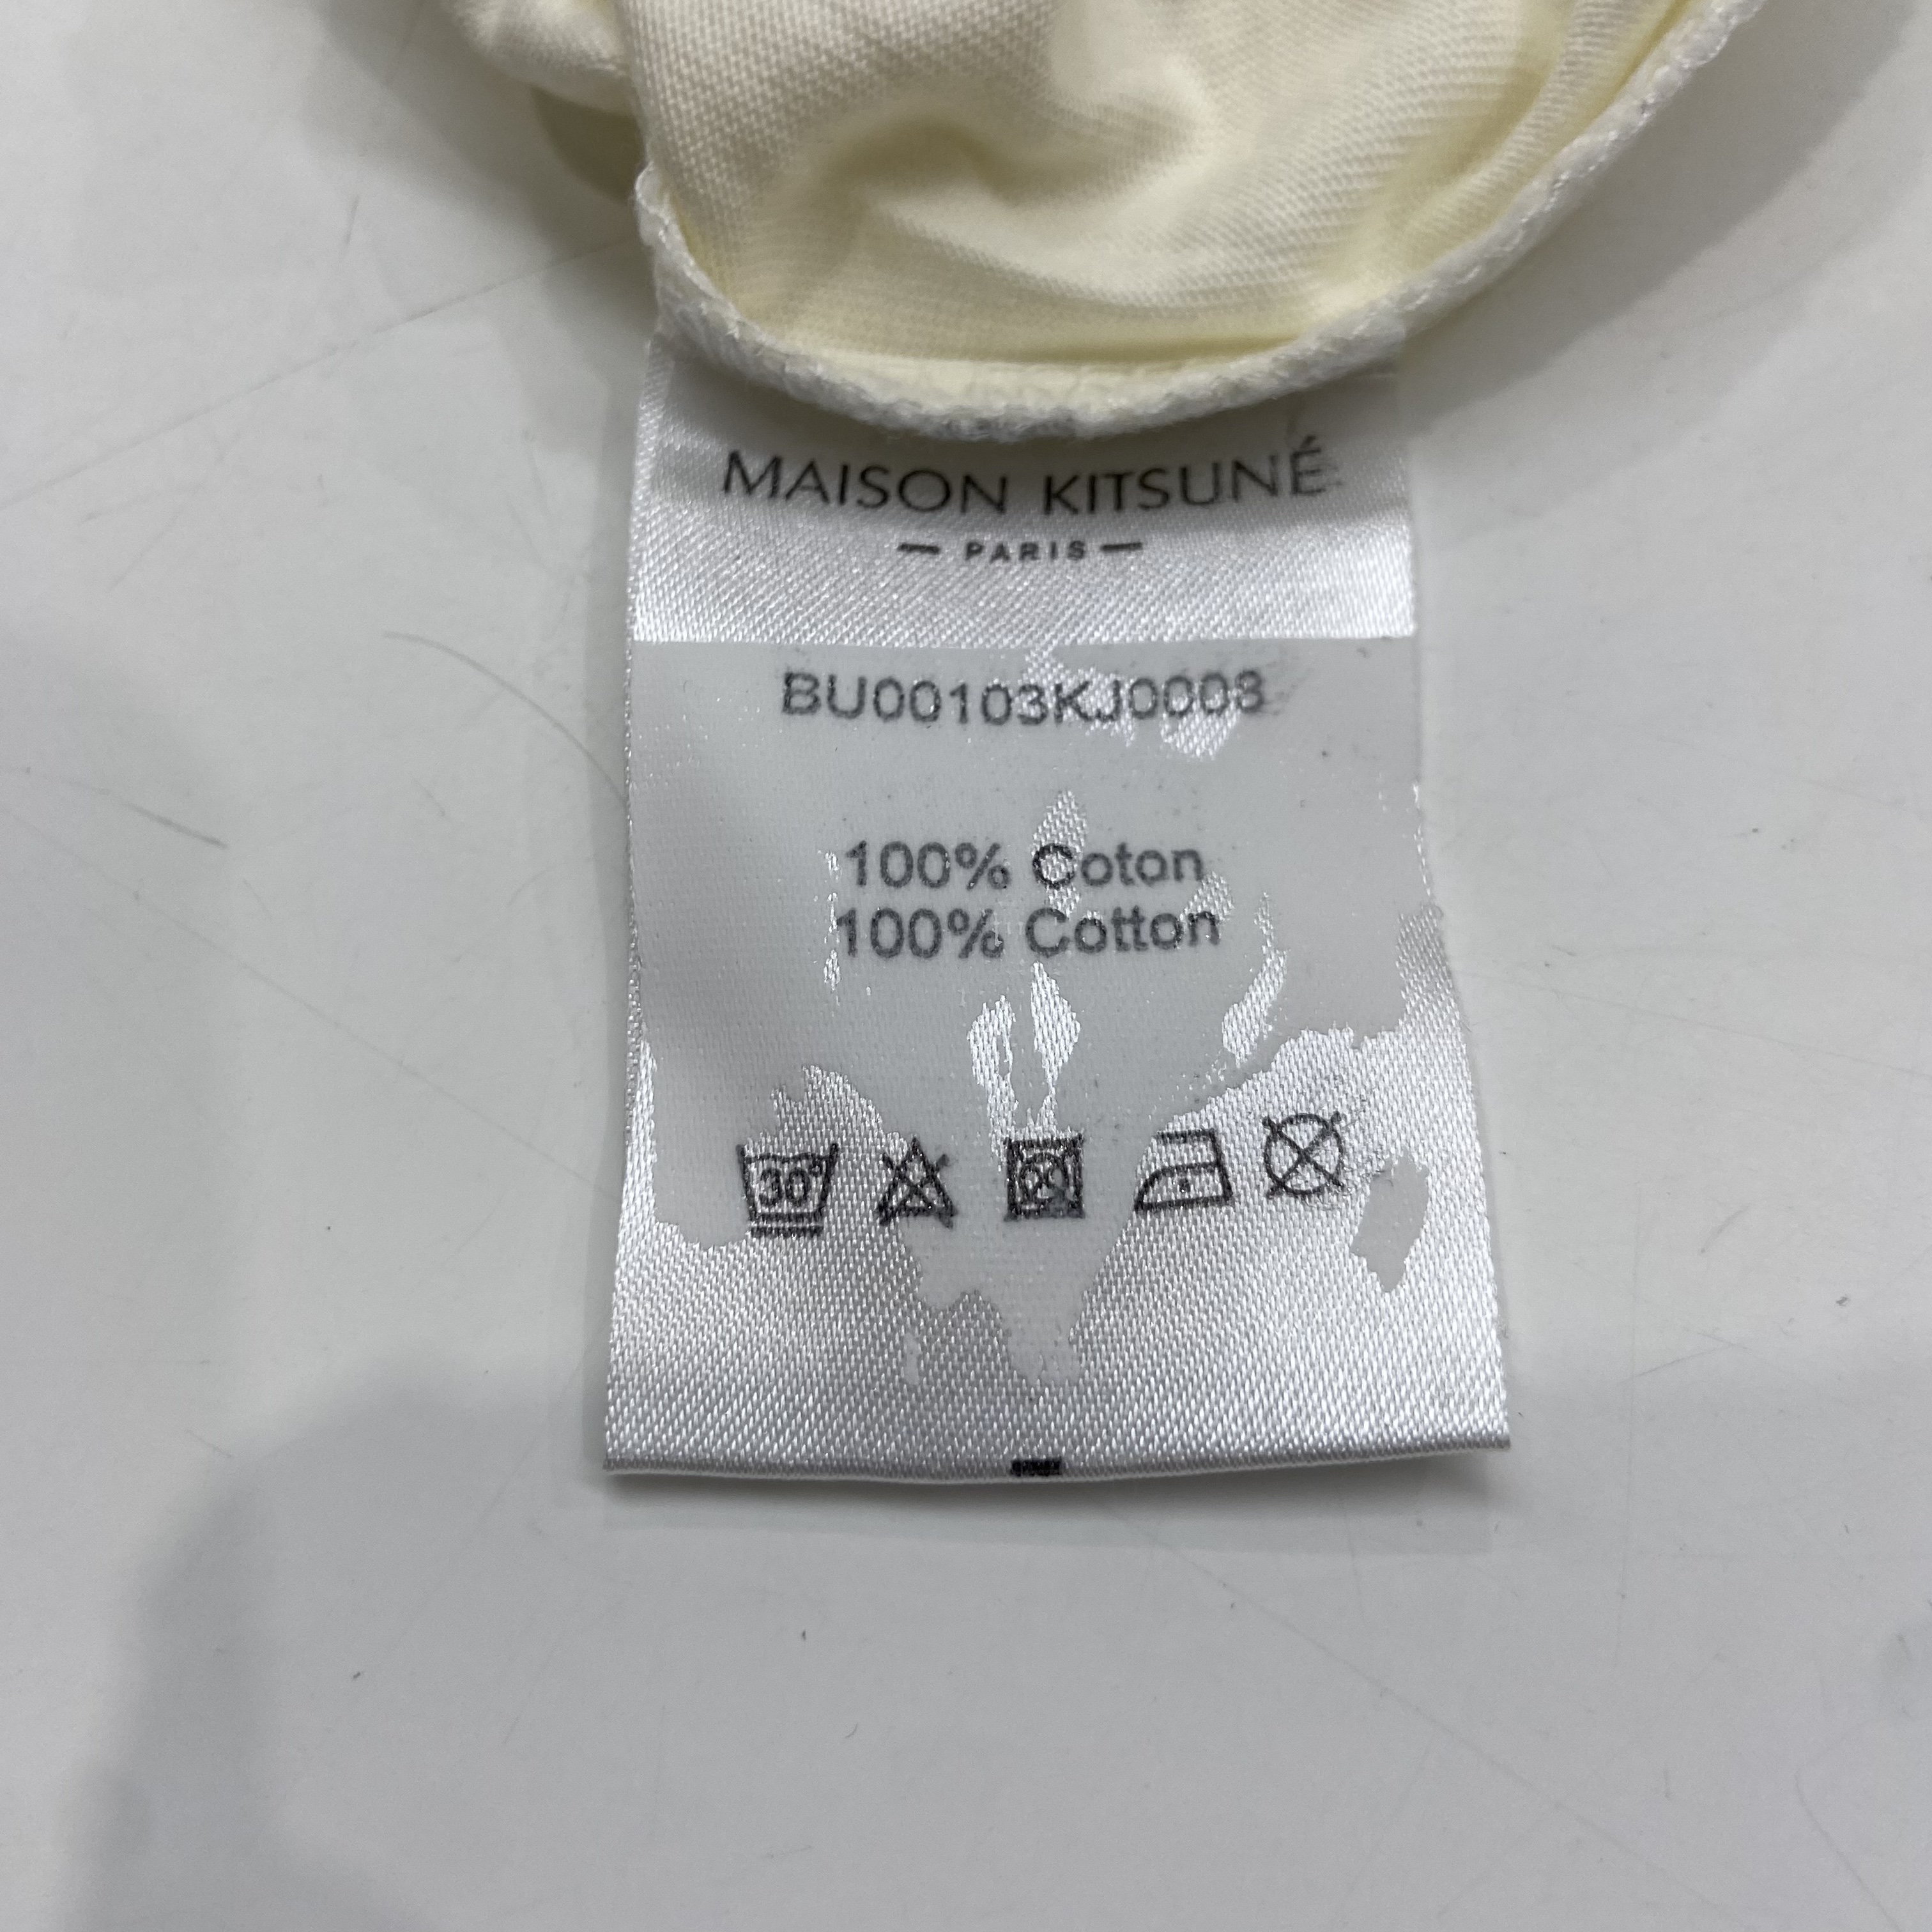 MAISON KITSUNÉ
— PARIS —
BU00103KJ0008
100% Coton
100% Cotton
30°